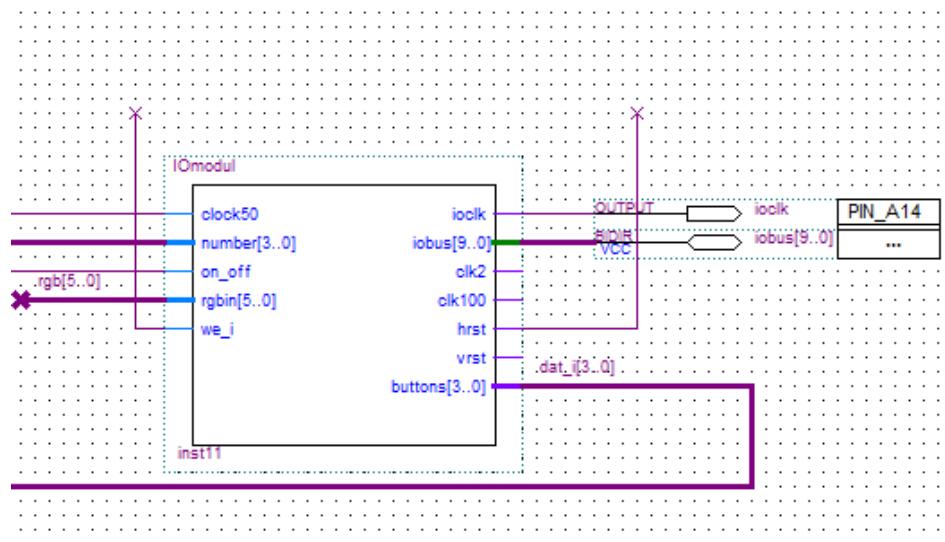 IOmodul
clock50
number[3..0]
on_off
.rgb[5..0]
rgbin[5..0]
we_i
ioclk
iobus[9..0]
clk2
clk100
hrst
vrst
buttons[3..0]
inst11
OUTPUT
ioclk
PIN_A14
BIDIR
VCC
iobus[9..0]
...
.dat_i[3..0]